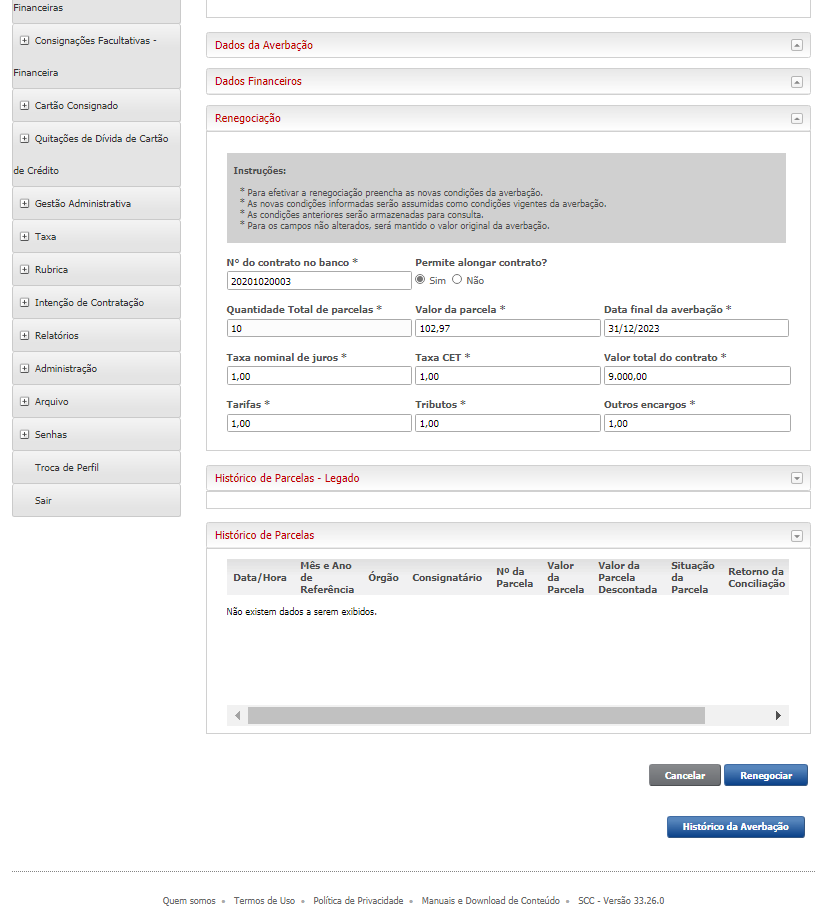 Financeiras
Consignações Facultativas -
Financeira
Cartão Consignado
Quitações de Dívida de Cartão
de Crédito
Gestão Administrativa
Taxa
Rubrica
Intenção de Contratação
Relatórios
Administração
Arquivo
Senhas
Troca de Perfil
Sair
Dados da Averbação
Dados Financeiros
Renegociação
Instruções:
* Para efetivar a renegociação preencha as novas condições da averbação.
* As novas condições informadas serão assumidas como condições vigentes da averbação.
* As condições anteriores serão armazenadas para consulta.
* Para os campos não alterados, será mantido o valor original da averbação.
Nº do contrato no banco * Permite alongar contrato?
20201020003 Sim Não
Quantidade Total de parcelas * Valor da parcela * Data final da averbação *
10 102,97 31/12/2023
Taxa nominal de juros * Taxa CET * Valor total do contrato *
1,00 1,00 9.000,00
Tarifas * Tributos * Outros encargos *
1,00 1,00 1,00
Histórico de Parcelas - Legado
Histórico de Parcelas
Data/Hora
Mês e Ano
de
Referência
Órgão
Consignatário
Nº da
Parcela
Valor
da
Parcela
Valor da
Parcela
Descontada
Situação
da
Parcela
Retorno da
Conciliação
Não existem dados a serem exibidos.
Cancelar Renegociar
Histórico da Averbação
Quem somos • Termos de Uso • Política de Privacidade • Manuais e Download de Conteúdo • SCC - Versão 33.26.0